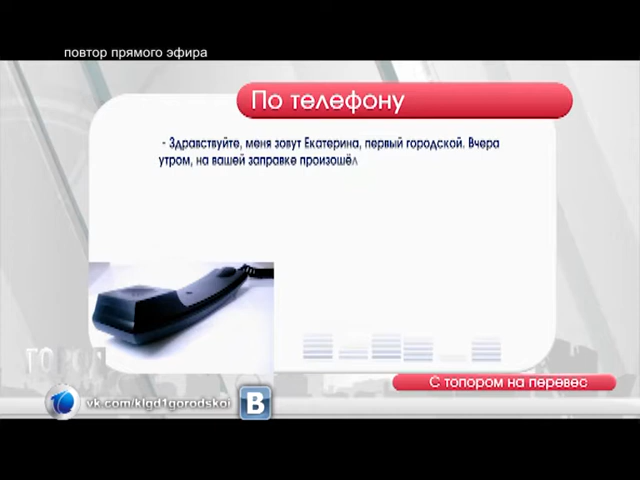 повтор прямого эфира
По телефону
- Здравствуйте, меня зовут Екатерина, первый городской. Вчера
утром, на вашей заправке произошёл
ГОРОД
С топором на перевес
vk.com/klgd1gorodskoi
В